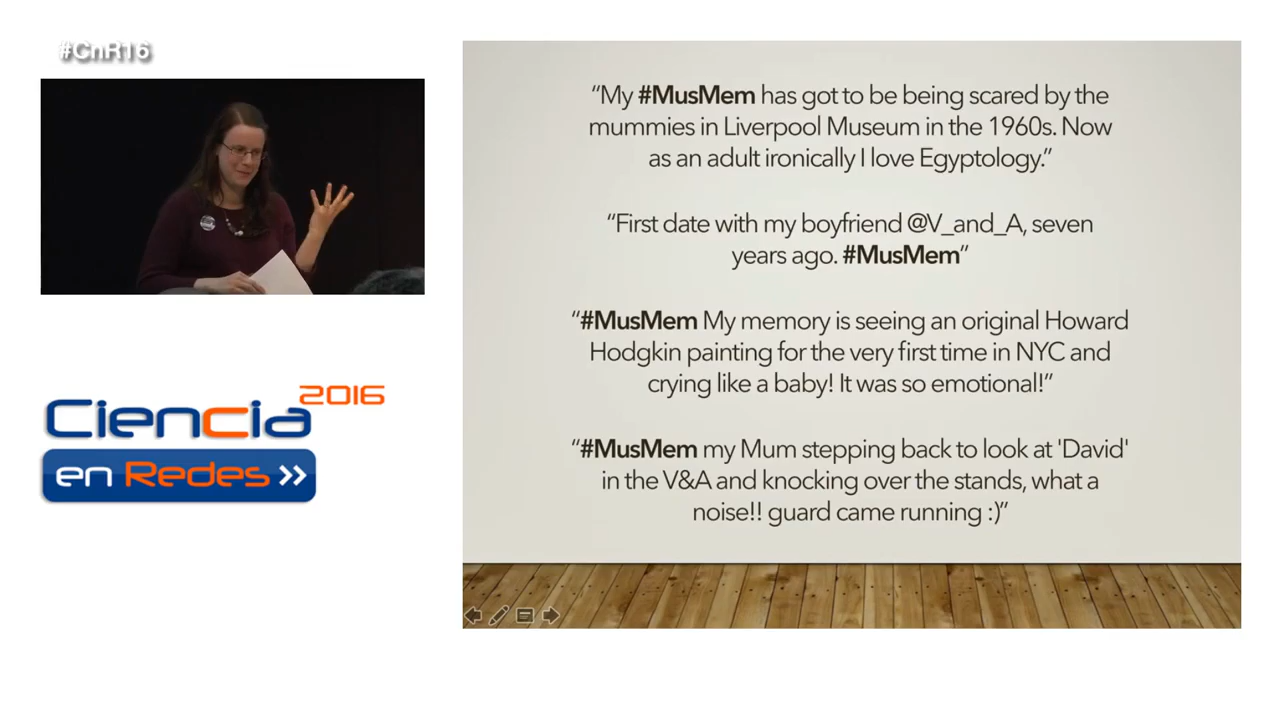 #CnR16
“My #MusMem has got to be being scared by the
mummies in Liverpool Museum in the 1960s. Now
as an adult ironically I love Egyptology.”
“First date with my boyfriend @V_and_A, seven
years ago. #MusMem”
“#MusMem My memory is seeing an original Howard
Hodgkin painting for the very first time in NYC and
crying like a baby! It was so emotional!”
“#MusMem my Mum stepping back to look at 'David'
in the V&A and knocking over the stands, what a
noise!! guard came running :)”
2016
Ciencia
en Redes